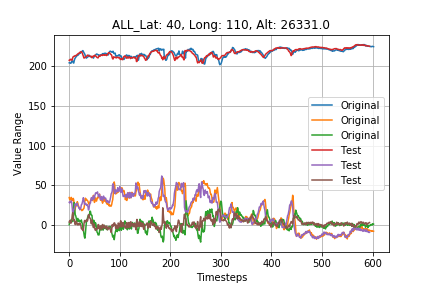 ALL_Lat: 40, Long: 110, Alt: 26331.0
Value Range
200
150
100
50
0
Original
Original
Original
Test
Test
Test
0 100 200 300 400 500 600
Timesteps